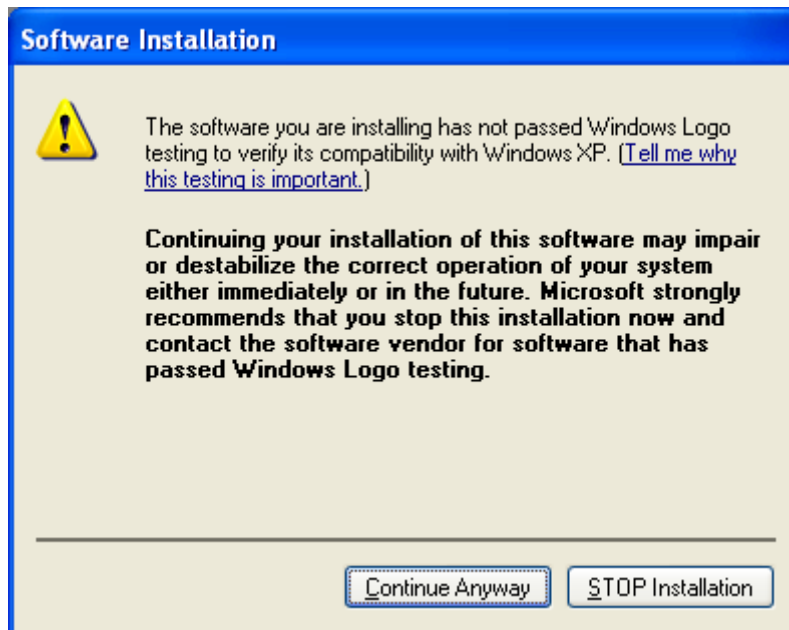 Software Installation
The software you are installing has not passed Windows Logo
testing to verify its compatibility with Windows XP. (Tell me why
this testing is important.)
Continuing your installation of this software may impair
or destabilize the correct operation of your system
either immediately or in the future. Microsoft strongly
recommends that you stop this installation now and
contact the software vendor for software that has
passed Windows Logo testing.
Continue Anyway
STOP Installation